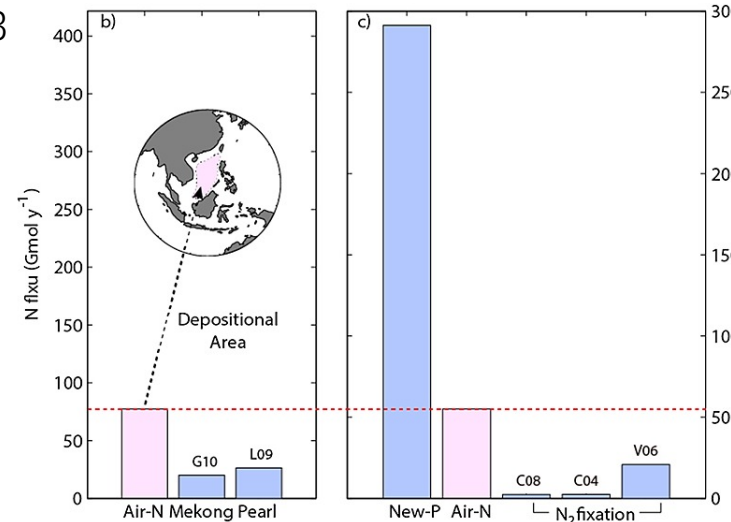 b)
400
350
300
250
200
150
100
50
0
N flxu (Gmol y⁻¹)
Depositional
Area
G10
L09
Air-N Mekong Pearl
c)
50
0
C08
C04
V06
New-P Air-N
N₂fixation